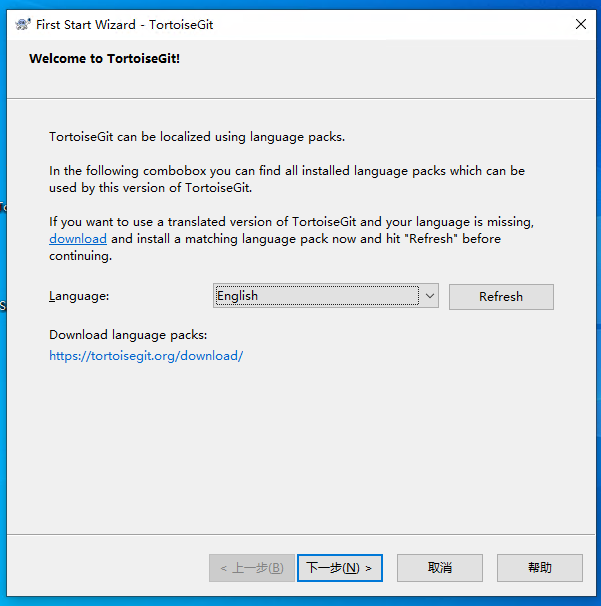 First Start Wizard - TortoiseGit
Welcome to TortoiseGit!
TortoiseGit can be localized using language packs.
In the following combobox you can find all installed language packs which can be
used by this version of TortoiseGit.
If you want to use a translated version of TortoiseGit and your language is missing,
download and install a matching language pack now and hit "Refresh" before
continuing.
Language: English Refresh
Download language packs:
https://tortoisegit.org/download/
< 上一步(B) 下一步(N) > 取消 帮助